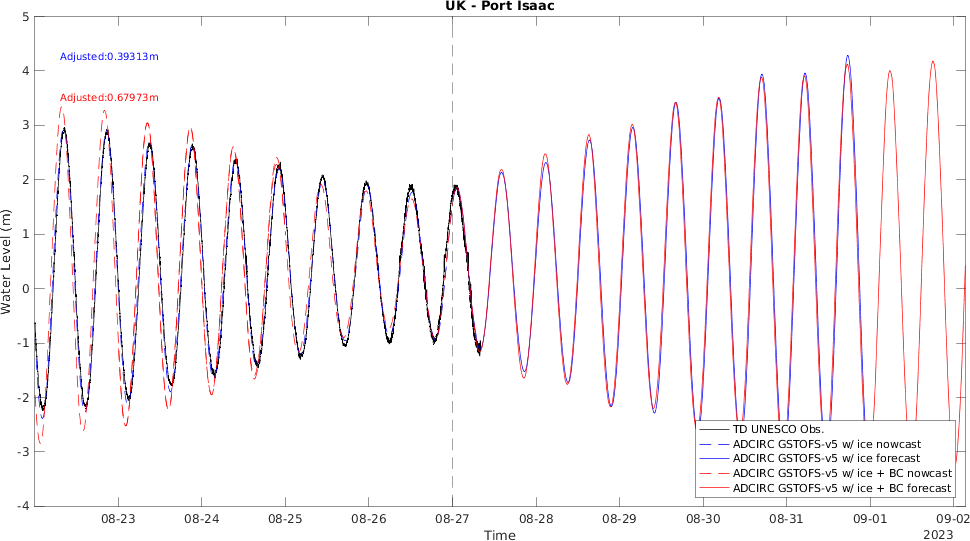 UK - Port Isaac
5
4
3
2
1
0
-1
-2
-3
-4
Water Level (m)
Adjusted:0.39313m
Adjusted:0.67973m
TD UNESCO Obs.
ADCIRC GSTOFS-v5 w/ ice nowcast
ADCIRC GSTOFS-v5 w/ ice forecast
ADCIRC GSTOFS-v5 w/ ice + BC nowcast
ADCIRC GSTOFS-v5 w/ ice + BC forecast
08-23 08-24 08-25 08-26 08-27 08-28 08-29 08-30 08-31 09-01 09-02
Time
2023